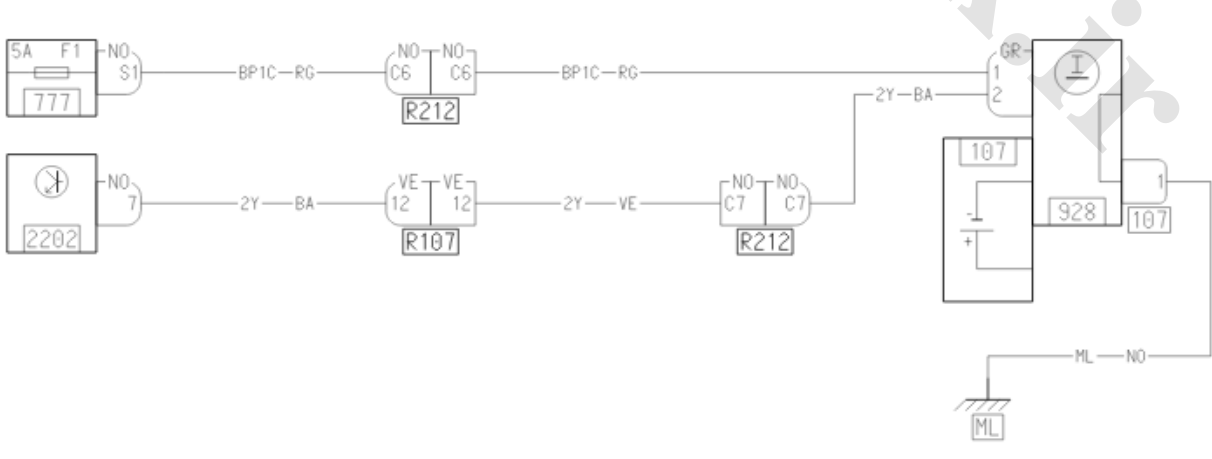 5A F1 NO S1 777
BP1C RG
NO NO C6 C6 R212
BP1C RG
GR 1 2
I
2Y BA
107
928
1 107
2202 NO 7
2Y BA
VE VE 12 12 R107
2Y VE
NO NO C7 C7 R212
- +
ML NO
ML